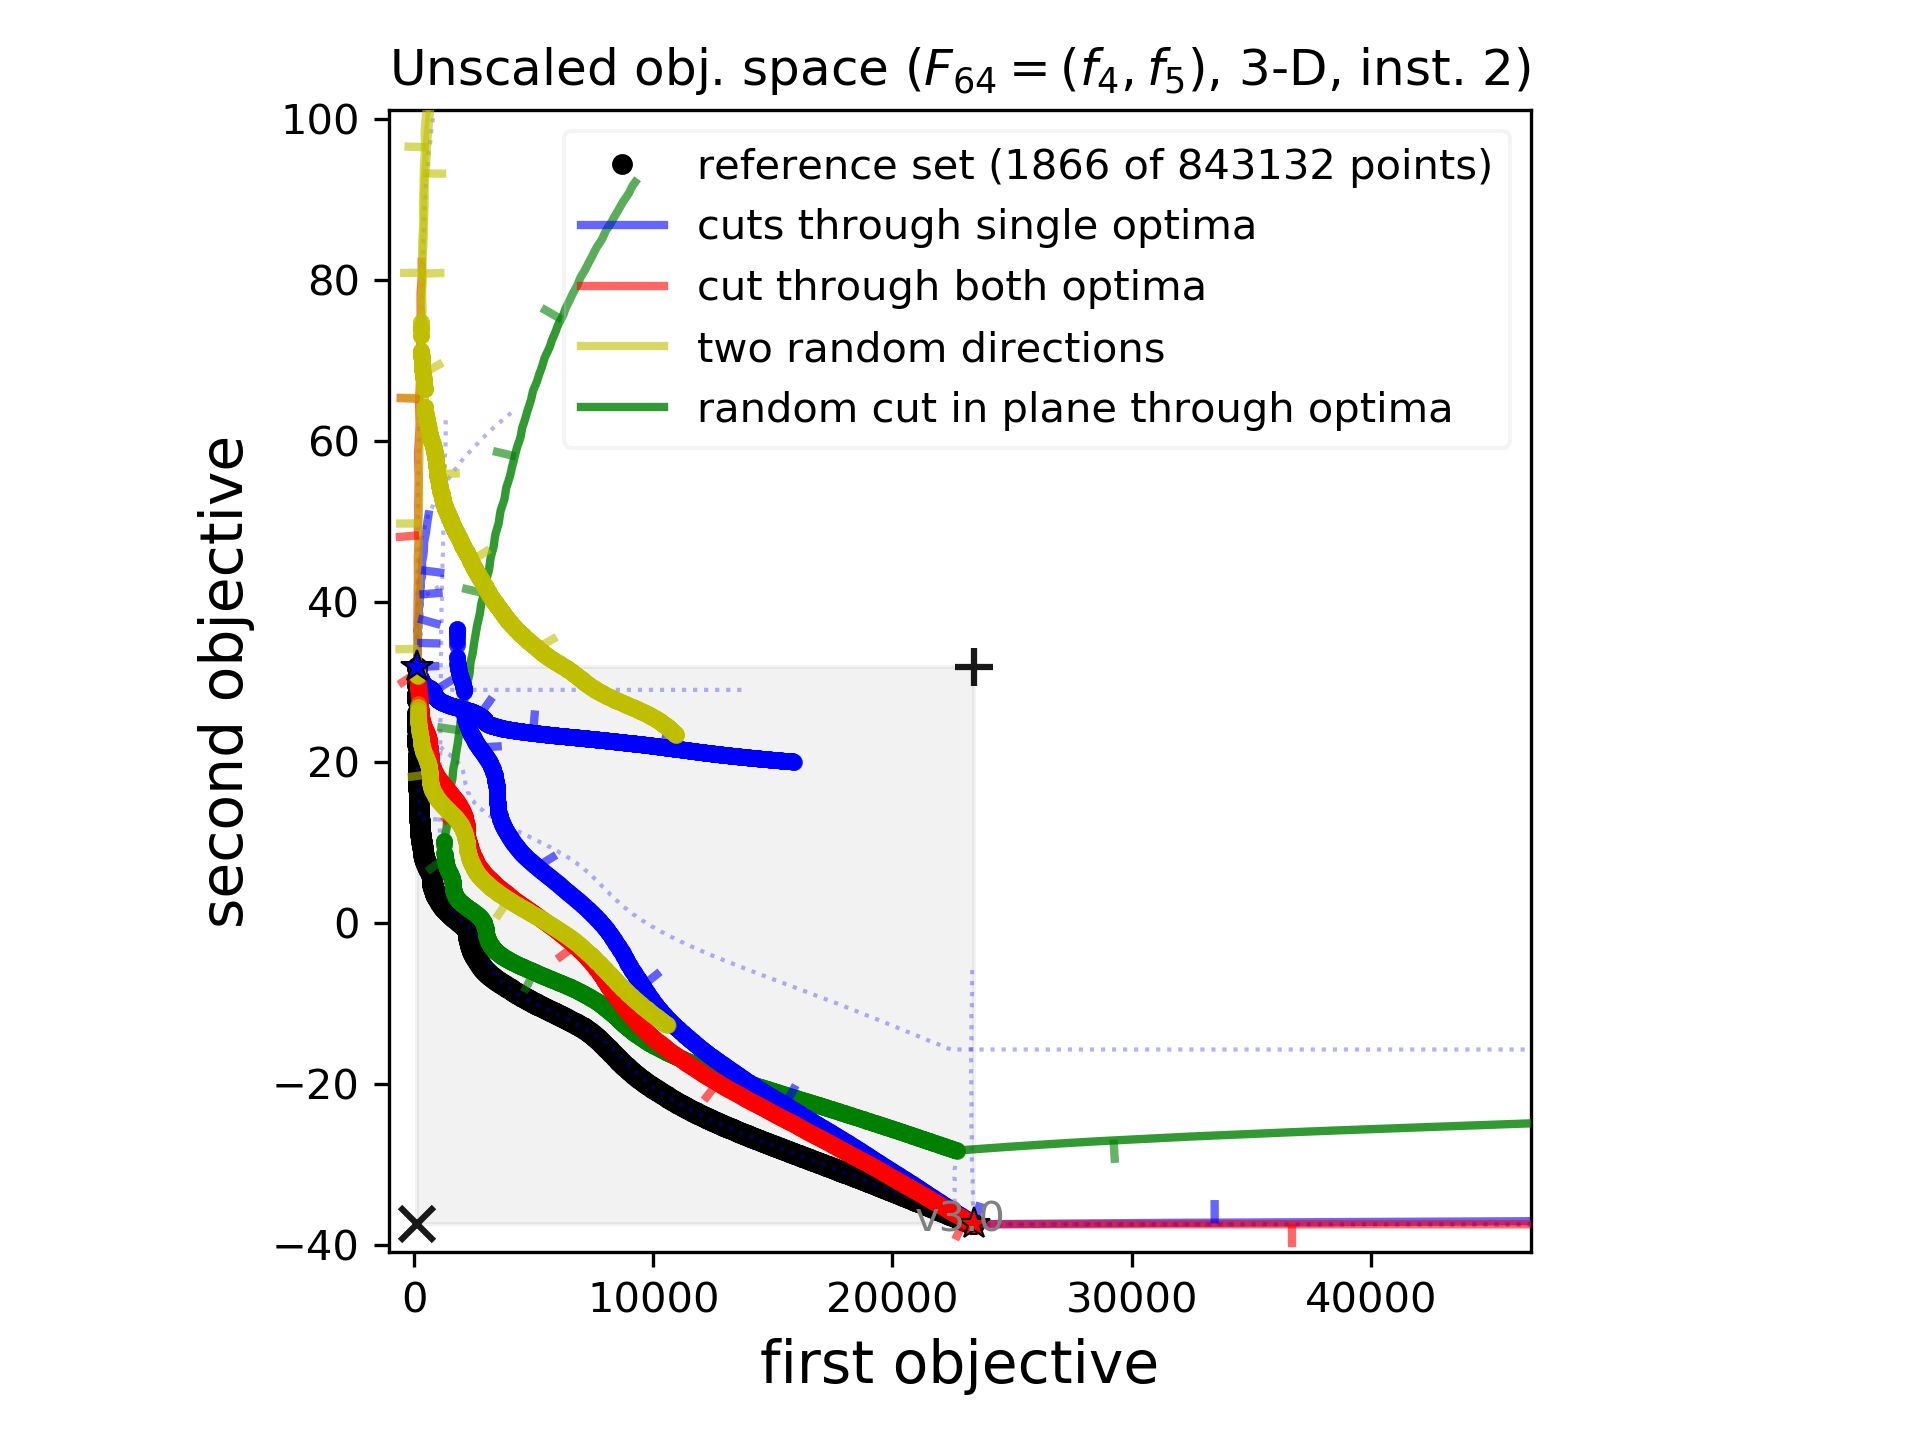 Unscaled obj. space (F64 = (f4, f5), 3-D, inst. 2)
reference set (1866 of 843132 points)
cuts through single optima
cut through both optima
two random directions
random cut in plane through optima
100
80
60
40
20
0
−20
−40
second objective
v3.0
0 10000 20000 30000 40000
first objective